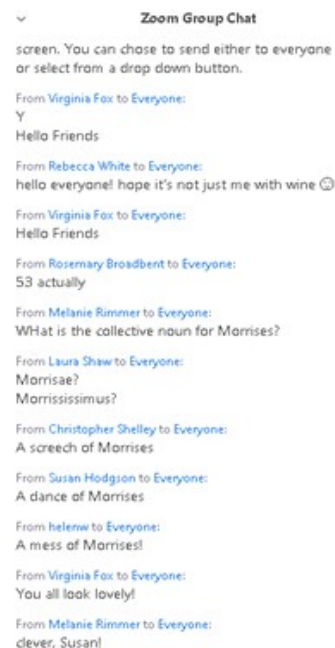 Zoom Group Chat
screen. You can chose to send either to everyone
or select from a drop down button.
From Virginia Fox to Everyone:
Y
Hello Friends
From Rebecca White to Everyone:
hello everyone! hope it's not just me with wine ☹
From Virginia Fox to Everyone:
Hello Friends
From Rosemary Broadbent to Everyone:
53 actually
From Melanie Rimmer to Everyone:
WHat is the collective noun for Morrises?
From Laura Shaw to Everyone:
Morrisae?
Morrississimus?
From Christopher Shelley to Everyone:
A screech of Morrises
From Susan Hodgson to Everyone:
A dance of Morrises
From helenw to Everyone:
A mess of Morrises!
From Virginia Fox to Everyone:
You all look lovely!
From Melanie Rimmer to Everyone:
clever, Susan!